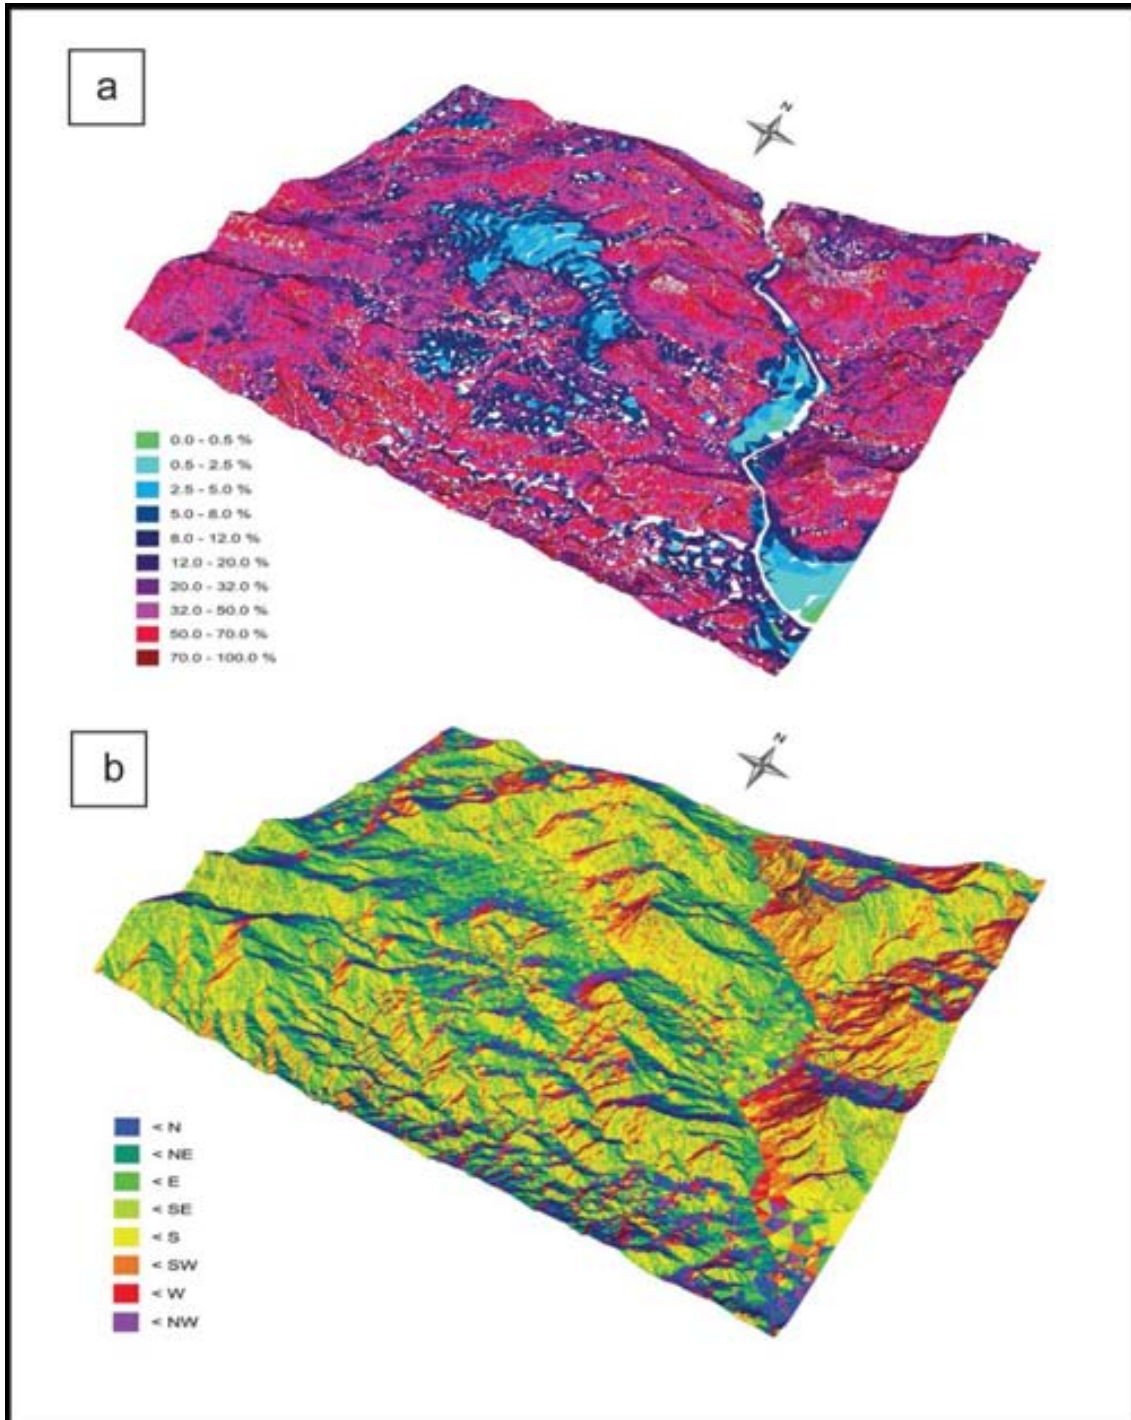 a
N
0.0 - 0.5 %
0.5 - 2.5 %
2.5 - 5.0 %
5.0 - 8.0 %
8.0 - 12.0 %
12.0 - 20.0 %
20.0 - 32.0 %
32.0 - 50.0 %
50.0 - 70.0 %
70.0 - 100.0 %
b
N
< N
< NE
< E
< SE
< S
< SW
< W
< NW